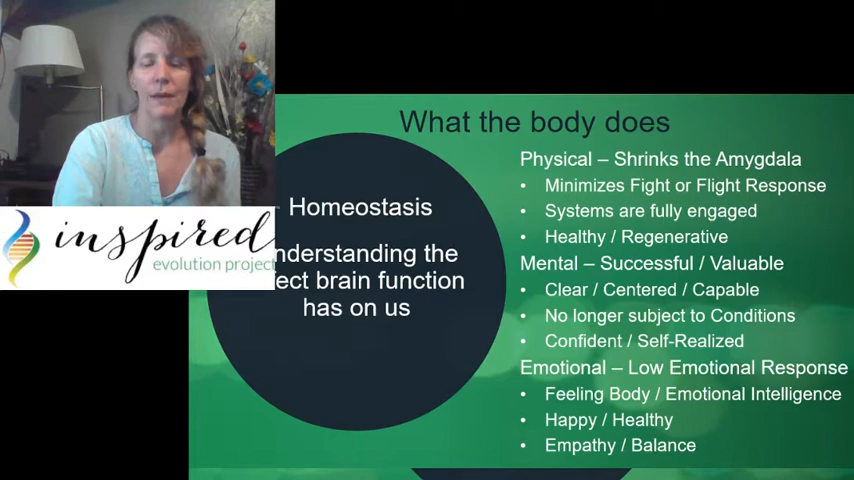 What the body does
Homeostasis
nderstanding the
ect brain function
has on us
Physical – Shrinks the Amygdala
• Minimizes Fight or Flight Response
• Systems are fully engaged
• Healthy / Regenerative
Mental – Successful / Valuable
• Clear / Centered / Capable
• No longer subject to Conditions
• Confident / Self-Realized
Emotional – Low Emotional Response
• Feeling Body / Emotional Intelligence
• Happy / Healthy
• Empathy / Balance
inspired
evolution project